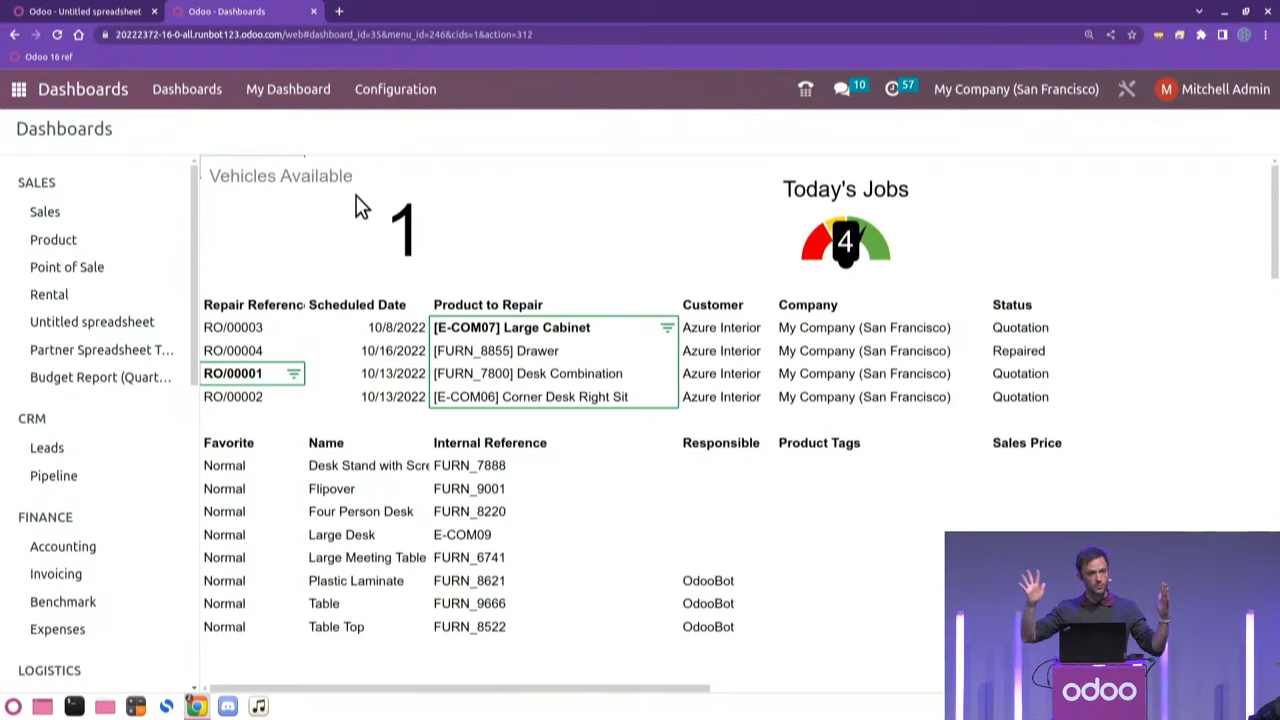 Odoo - Untitled spreadsheet
Odoo - Dashboards
20222372-16-0-all.runbot123.odoo.com/web#dashboard_id=35&menu_id=246&cids=1&action=312
Odoo 16 ref
Dashboards Dashboards My Dashboard Configuration 10 57 My Company (San Francisco) M Mitchell Admin
Dashboards
SALES
Sales
Product
Point of Sale
Rental
Untitled spreadsheet
Partner Spreadsheet T...
Budget Report (Quart...
CRM
Leads
Pipeline
FINANCE
Accounting
Invoicing
Benchmark
Expenses
LOGISTICS
Vehicles Available
1
Today's Jobs
4
Repair Referenc Scheduled Date Product to Repair Customer Company Status
RO/00003 10/8/2022 [E-COM07] Large Cabinet Azure Interior My Company (San Francisco) Quotation
RO/00004 10/16/2022 [FURN_8855] Drawer Azure Interior My Company (San Francisco) Repaired
RO/00001 10/13/2022 [FURN_7800] Desk Combination Azure Interior My Company (San Francisco) Quotation
RO/00002 10/13/2022 [E-COM06] Corner Desk Right Sit Azure Interior My Company (San Francisco) Quotation
Favorite Name Internal Reference Responsible Product Tags Sales Price
Normal Desk Stand with Scre FURN_7888
Normal Flipover FURN_9001
Normal Four Person Desk FURN_8220
Normal Large Desk E-COM09
Normal Large Meeting Table FURN_6741
Normal Plastic Laminate FURN_8621 OdooBot
Normal Table FURN_9666 OdooBot
Normal Table Top FURN_8522 OdooBot
odoo